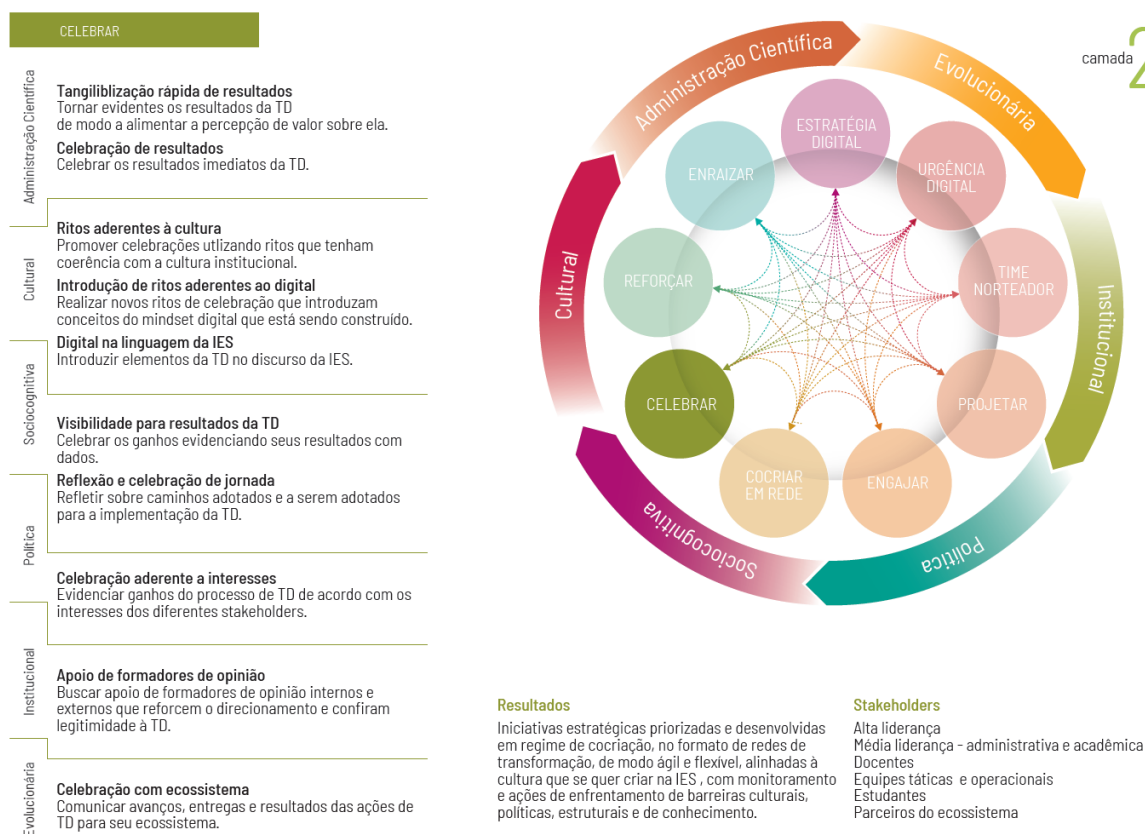 CELEBRAR
Administração Científica
Tangiliblização rápida de resultados
Tornar evidentes os resultados da TD
de modo a alimentar a percepção de valor sobre ela.
Celebração de resultados
Celebrar os resultados imediatos da TD.
Cultural
Ritos aderentes à cultura
Promover celebrações utlizando ritos que tenham
coerência com a cultura institucional.
Introdução de ritos aderentes ao digital
Realizar novos ritos de celebração que introduzam
conceitos do mindset digital que está sendo construído.
Digital na linguagem da IES
Introduzir elementos da TD no discurso da IES.
Sociocognitiva
Visibilidade para resultados da TD
Celebrar os ganhos evidenciando seus resultados com
dados.
Reflexão e celebração de jornada
Refletir sobre caminhos adotados e a serem adotados
para a implementação da TD.
Política
Celebração aderente a interesses
Evidenciar ganhos do processo de TD de acordo com os
interesses dos diferentes stakeholders.
Institucional
Apoio de formadores de opinião
Buscar apoio de formadores de opinião internos e
externos que reforcem o direcionamento e confiram
legitimidade à TD.
Evolucionária
Celebração com ecossistema
Comunicar avanços, entregas e resultados das ações de
TD para seu ecossistema.
camada 2
Administração Científica
Evolucionária
Institucional
Política
Sociocognitiva
Cultural
ESTRATÉGIA
DIGITAL
URGÊNCIA
DIGITAL
TIME
NORTEADOR
PROJETAR
ENGAJAR
COCRIAR
EM REDE
CELEBRAR
REFORÇAR
ENRAIZAR
Resultados
Iniciativas estratégicas priorizadas e desenvolvidas
em regime de cocriação, no formato de redes de
transformação, de modo ágil e flexível, alinhadas à
cultura que se quer criar na IES , com monitoramento
e ações de enfrentamento de barreiras culturais,
políticas, estruturais e de conhecimento.
Stakeholders
Alta liderança
Média liderança - administrativa e acadêmica
Docentes
Equipes táticas e operacionais
Estudantes
Parceiros do ecossistema